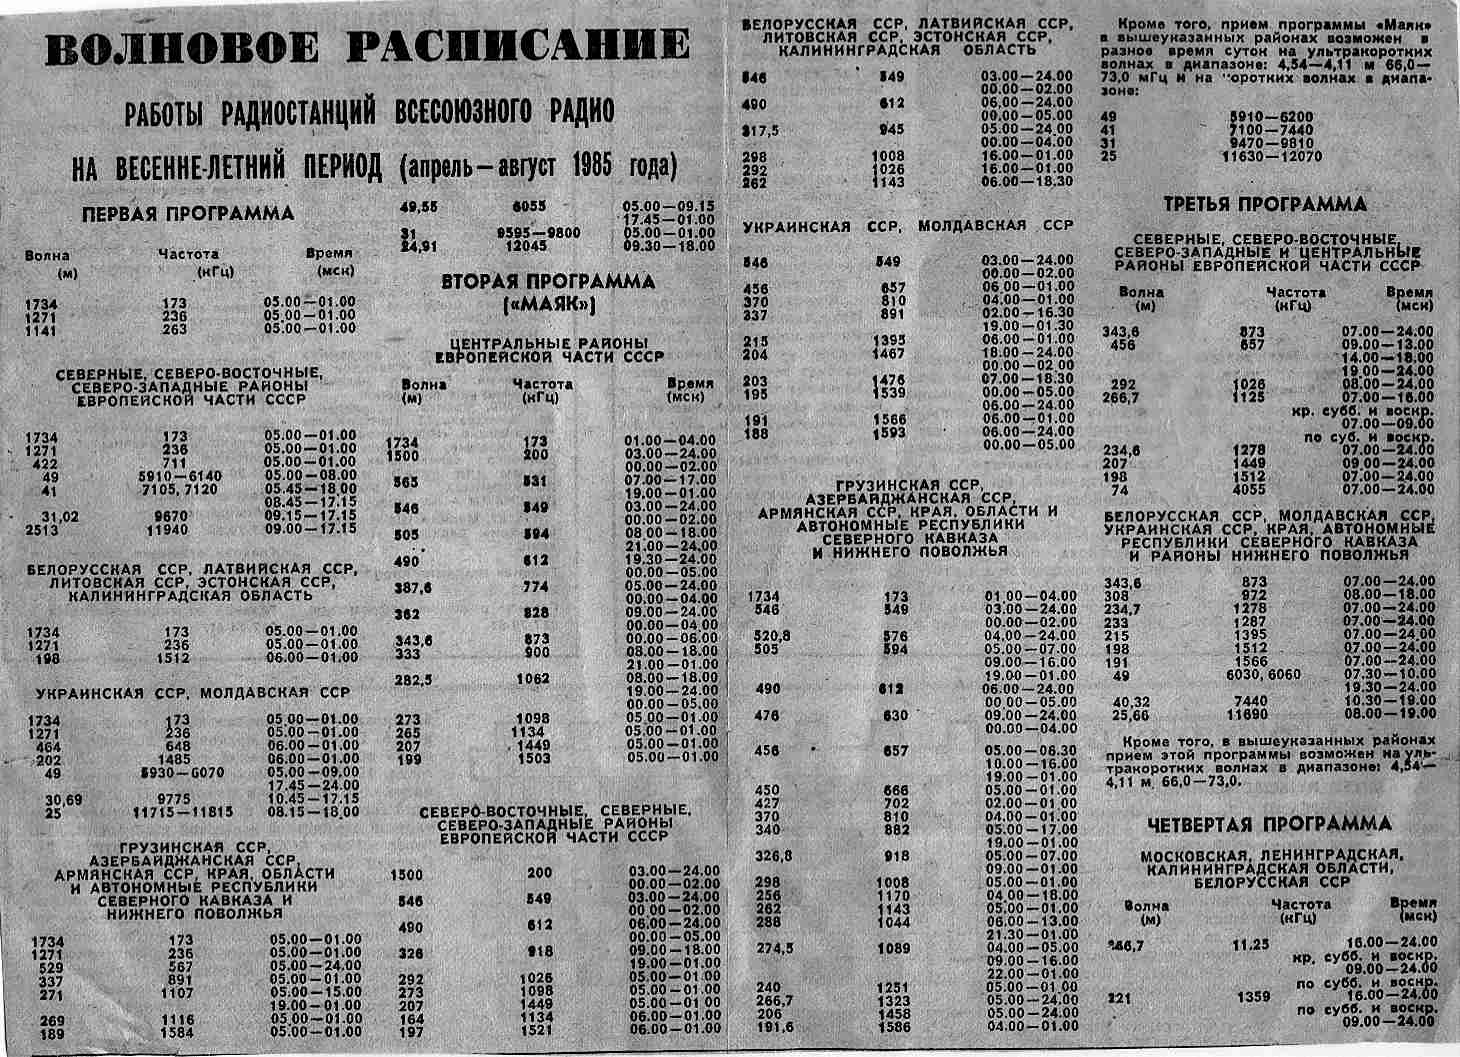 ВОЛНОВОЕ РАСПИСАНИЕ
РАБОТЫ РАДИОСТАНЦИЙ ВСЕСОЮЗНОГО РАДИО
НА ВЕСЕННЕ-ЛЕТНИЙ ПЕРИОД (апрель—август 1985 года)
ПЕРВАЯ ПРОГРАММА
Волна Частота Время
(м) (кГц) (мск)
1734 173 05.00—01.00
1271 236 05.00—01.00
1141 263 05.00—01.00
СЕВЕРНЫЕ, СЕВЕРО-ВОСТОЧНЫЕ,
СЕВЕРО-ЗАПАДНЫЕ РАЙОНЫ
ЕВРОПЕЙСКОЙ ЧАСТИ СССР
1734 173 05.00—01.00
1271 236 05.00—01.00
422 711 05.00—01.00
49 5910—6140 05.00—08.00
41 7105, 7120 05.45—18.00
08.45—17.15
31,02 9670 09.15—17.15
2513 11940 09.00—17.15
БЕЛОРУССКАЯ ССР, ЛАТВИЙСКАЯ ССР,
ЛИТОВСКАЯ ССР, ЭСТОНСКАЯ ССР,
КАЛИНИНГРАДСКАЯ ОБЛАСТЬ
1734 173 05.00—01.00
1271 236 05.00—01.00
198 1512 06.00—01.00
УКРАИНСКАЯ ССР, МОЛДАВСКАЯ ССР
1734 173 05.00—01.00
1271 236 05.00—01.00
464 648 06.00—01.00
202 1485 06.00—01.00
49 5930—6070 05.00—09.00
17.45—24.00
30,69 9775 10.45—17.15
25 11715—11815 08.15—18.00
ГРУЗИНСКАЯ ССР,
АЗЕРБАЙДЖАНСКАЯ ССР,
АРМЯНСКАЯ ССР, КРАЯ, ОБЛАСТИ
И АВТОНОМНЫЕ РЕСПУБЛИКИ
СЕВЕРНОГО КАВКАЗА И
НИЖНЕГО ПОВОЛЖЬЯ
1734 173 05.00—01.00
1271 236 05.00—01.00
529 567 05.00—24.00
337 891 05.00—01.00
271 1107 05.00—15.00
19.00—01.00
269 1116 05.00—01.00
189 1584 05.00—01.00
49,55 6055 05.00—09.15
17.45—01.00
31 9595—9800 05.00—01.00
24,91 12045 09.30—18.00
ВТОРАЯ ПРОГРАММА
(«МАЯК»)
ЦЕНТРАЛЬНЫЕ РАЙОНЫ
ЕВРОПЕЙСКОЙ ЧАСТИ СССР
Волна Частота Время
(м) (кГц) (мск)
1734 173 01.00—04.00
1500 200 03.00—24.00
00.00—02.00
565 531 07.00—17.00
19.00—01.00
546 549 03.00—24.00
00.00—02.00
505 594 08.00—18.00
21.00—24.00
490 612 19.30—24.00
00.00—05.00
387,6 774 05.00—24.00
00.00—04.00
362 828 09.00—24.00
00.00—04.00
343,6 873 00.00—06.00
333 900 08.00—18.00
21.00—01.00
282,5 1062 08.00—18.00
19.00—24.00
00.00—05.00
273 1098 05.00—01.00
265 1134 05.00—01.00
207 1449 05.00—01.00
199 1503 05.00—01.00
СЕВЕРО-ВОСТОЧНЫЕ, СЕВЕРНЫЕ,
СЕВЕРО-ЗАПАДНЫЕ РАЙОНЫ
ЕВРОПЕЙСКОЙ ЧАСТИ СССР
1500 200 03.00—24.00
00.00—02.00
546 549 03.00—24.00
00.00—02.00
490 612 06.00—24.00
00.00—05.00
326 918 09.00—18.00
19.00—01.00
292 1026 05.00—01.00
273 1098 05.00—01.00
207 1449 05.00—01 00
164 1134 06.00—01.00
197 1521 06.00—01.00
БЕЛОРУССКАЯ ССР, ЛАТВИЙСКАЯ ССР,
ЛИТОВСКАЯ ССР, ЭСТОНСКАЯ ССР,
КАЛИНИНГРАДСКАЯ ОБЛАСТЬ
546 549 03.00—24.00
00.00—02.00
490 612 06.00—24.00
00.00—05.00
317,5 945 05.00—24.00
00.00—04.00
298 1008 16.00—01.00
292 1026 16.00—01.00
262 1143 06.00—18.30
УКРАИНСКАЯ ССР, МОЛДАВСКАЯ ССР
546 549 03.00—24.00
00.00—02.00
456 657 06.00—01.00
370 810 04.00—01.00
337 891 02.00—16.30
19.00—01.30
215 1395 06.00—01.00
204 1467 18.00—24.00
00.00—02.00
203 1476 07.00—18.30
195 1539 00.00—05.00
06.00—24.00
191 1566 06.00—01.00
188 1593 06.00—24.00
00.00—05.00
ГРУЗИНСКАЯ ССР,
АЗЕРБАЙДЖАНСКАЯ ССР,
АРМЯНСКАЯ ССР, КРАЯ, ОБЛАСТИ И
АВТОНОМНЫЕ РЕСПУБЛИКИ
СЕВЕРНОГО КАВКАЗА
И НИЖНЕГО ПОВОЛЖЬЯ
1734 173 01.00—04.00
546 549 03.00—24.00
00.00—02.00
520,8 576 04.00—24.00
505 594 05.00—07.00
09.00—16.00
19.00—01.00
490 612 06.00—24.00
00.00—05.00
476 630 09.00—24.00
00.00—04.00
456 657 05.00—08.30
10.00—16.00
19.00—01.00
450 666 05.00—01.00
427 702 02.00—01.00
370 810 04.00—01.00
340 882 05.00—17.00
19.00—01.00
326,8 918 05.00—07.00
09.00—01.00
298 1008 05.00—01.00
256 1170 04.00—18.00
262 1143 05.00—01.00
288 1044 06.00—13.00
21.30—01.00
274,5 1089 04.00—05.00
09.00—16.00
22.00—01.00
240 1251 05.00—01.00
266,7 1323 05.00—24.00
206 1458 05.00—24.00
191,6 1586 04.00—01.00
Кроме того, прием программы «Маяк»
в вышеуказанных районах возможен в
разное время суток на ультракоротких
волнах в диапазоне: 4,54—4,11 м 66,0—
73,0 мГц и на оротких волнах в диапа-
зоне:
49 5910—6200
41 7100—7440
31 9470—9810
25 11630—12070
ТРЕТЬЯ ПРОГРАММА
СЕВЕРНЫЕ, СЕВЕРО-ВОСТОЧНЫЕ,
СЕВЕРО-ЗАПАДНЫЕ И ЦЕНТРАЛЬНЫЕ
РАЙОНЫ ЕВРОПЕЙСКОЙ ЧАСТИ СССР
Волна Частота Время
(м) (кГц) (мск)
343,6 873 07.00—24.00
456 657 09.00—13.00
14.00—18.00
19.00—24.00
292 1026 08.00—24.00
266,7 1125 07.00—16.00
кр. субб. и воскр.
07.00—09.00
по суб. и воскр.
234,6 1278 07.00—24.00
207 1449 09.00—24.00
198 1512 07.00—24.00
74 4055 07.00—24.00
БЕЛОРУССКАЯ ССР, МОЛДАВСКАЯ ССР,
УКРАИНСКАЯ ССР, КРАЯ, АВТОНОМНЫЕ
РЕСПУБЛИКИ СЕВЕРНОГО КАВКАЗА
И РАЙОНЫ НИЖНЕГО ПОВОЛЖЬЯ
343,6 873 07.00—24.00
308 972 08.00—18.00
234,7 1278 07.00—24.00
233 1287 07.00—24.00
215 1395 07.00—24.00
198 1512 07.00—24.00
191 1566 07.00—24.00
49 6030, 6060 07.30—10.00
19.30—24.00
40,32 7440 10.30—19.00
25,66 11690 08.00—19.00
Кроме того, в вышеуказанных районах
прием этой программы возможен на уль-
тракоротких волнах в диапазоне: 4,54—
4,11 м, 66,0—73,0.
ЧЕТВЕРТАЯ ПРОГРАММА
МОСКОВСКАЯ, ЛЕНИНГРАДСКАЯ,
КАЛИНИНГРАДСКАЯ ОБЛАСТИ,
БЕЛОРУССКАЯ ССР
Волна Частота Время
(м) (кГц) (мск)
266,7 11.25 16.00—24.00
кр. субб. и воскр.
09.00—24.00
по субб. и воскр.
221 1359 16.00—24.00
по субб. и воскр.
09.00—24.00